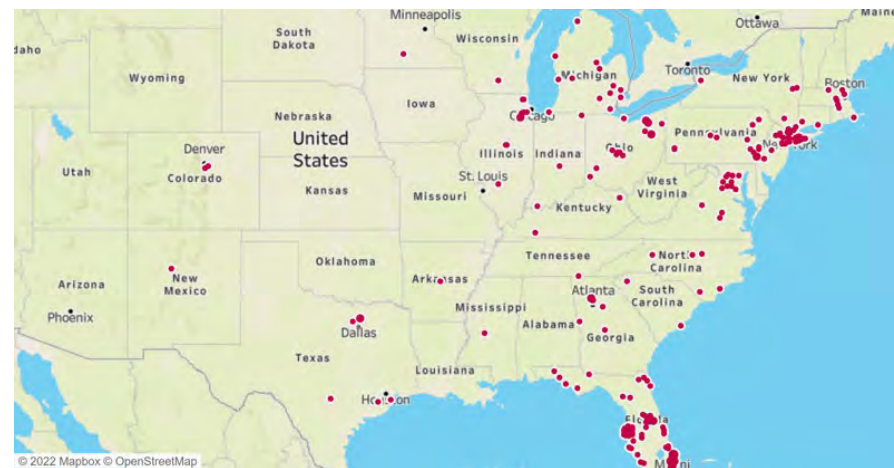 Minneapolis
Ottawa
Maine
South
Dakota
Wisconsin
daho
Toronto
Michigan
Wyoming
New York
Boston
Iowa
Chicago
Nebraska
Pennsylvania
United
States
Denver
Illinois
Indiana
Ohio
New York
Utah
Colorado
St. Louis
West
Virginia
Kansas
Missouri
Kentucky
Oklahoma
Tennessee
North
Carolina
Arizona
New
Mexico
Arkansas
Atlanta
South
Carolina
Phoenix
Mississippi
Alabama
Georgia
Dallas
Texas
Louisiana
Houston
Florida
Miami
© 2022 Mapbox © OpenStreetMap